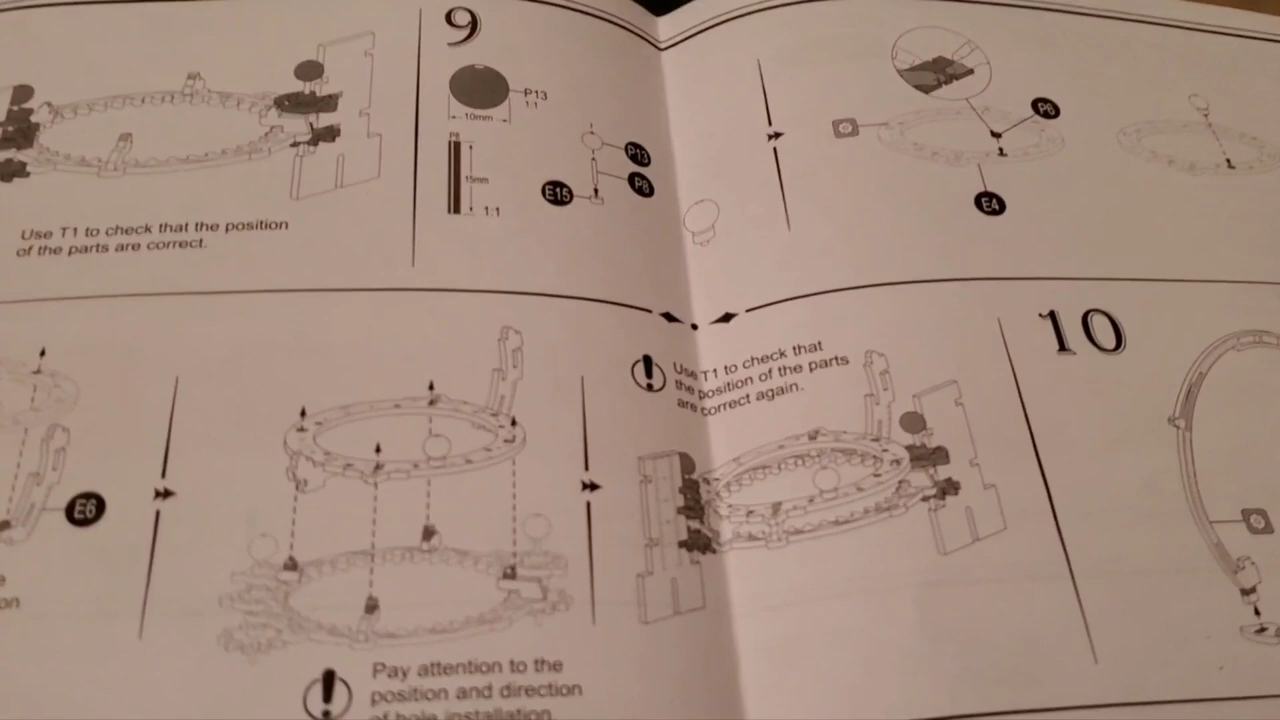 Use T1 to check that the position
of the parts are correct.
9
P13
1:1
10mm
P8
15mm
1:1
P13
P8
E15
P6
E4
E6
Pay attention to the
position and direction
of hole installation.
Use T1 to check that
the position of the parts
are correct again.
10